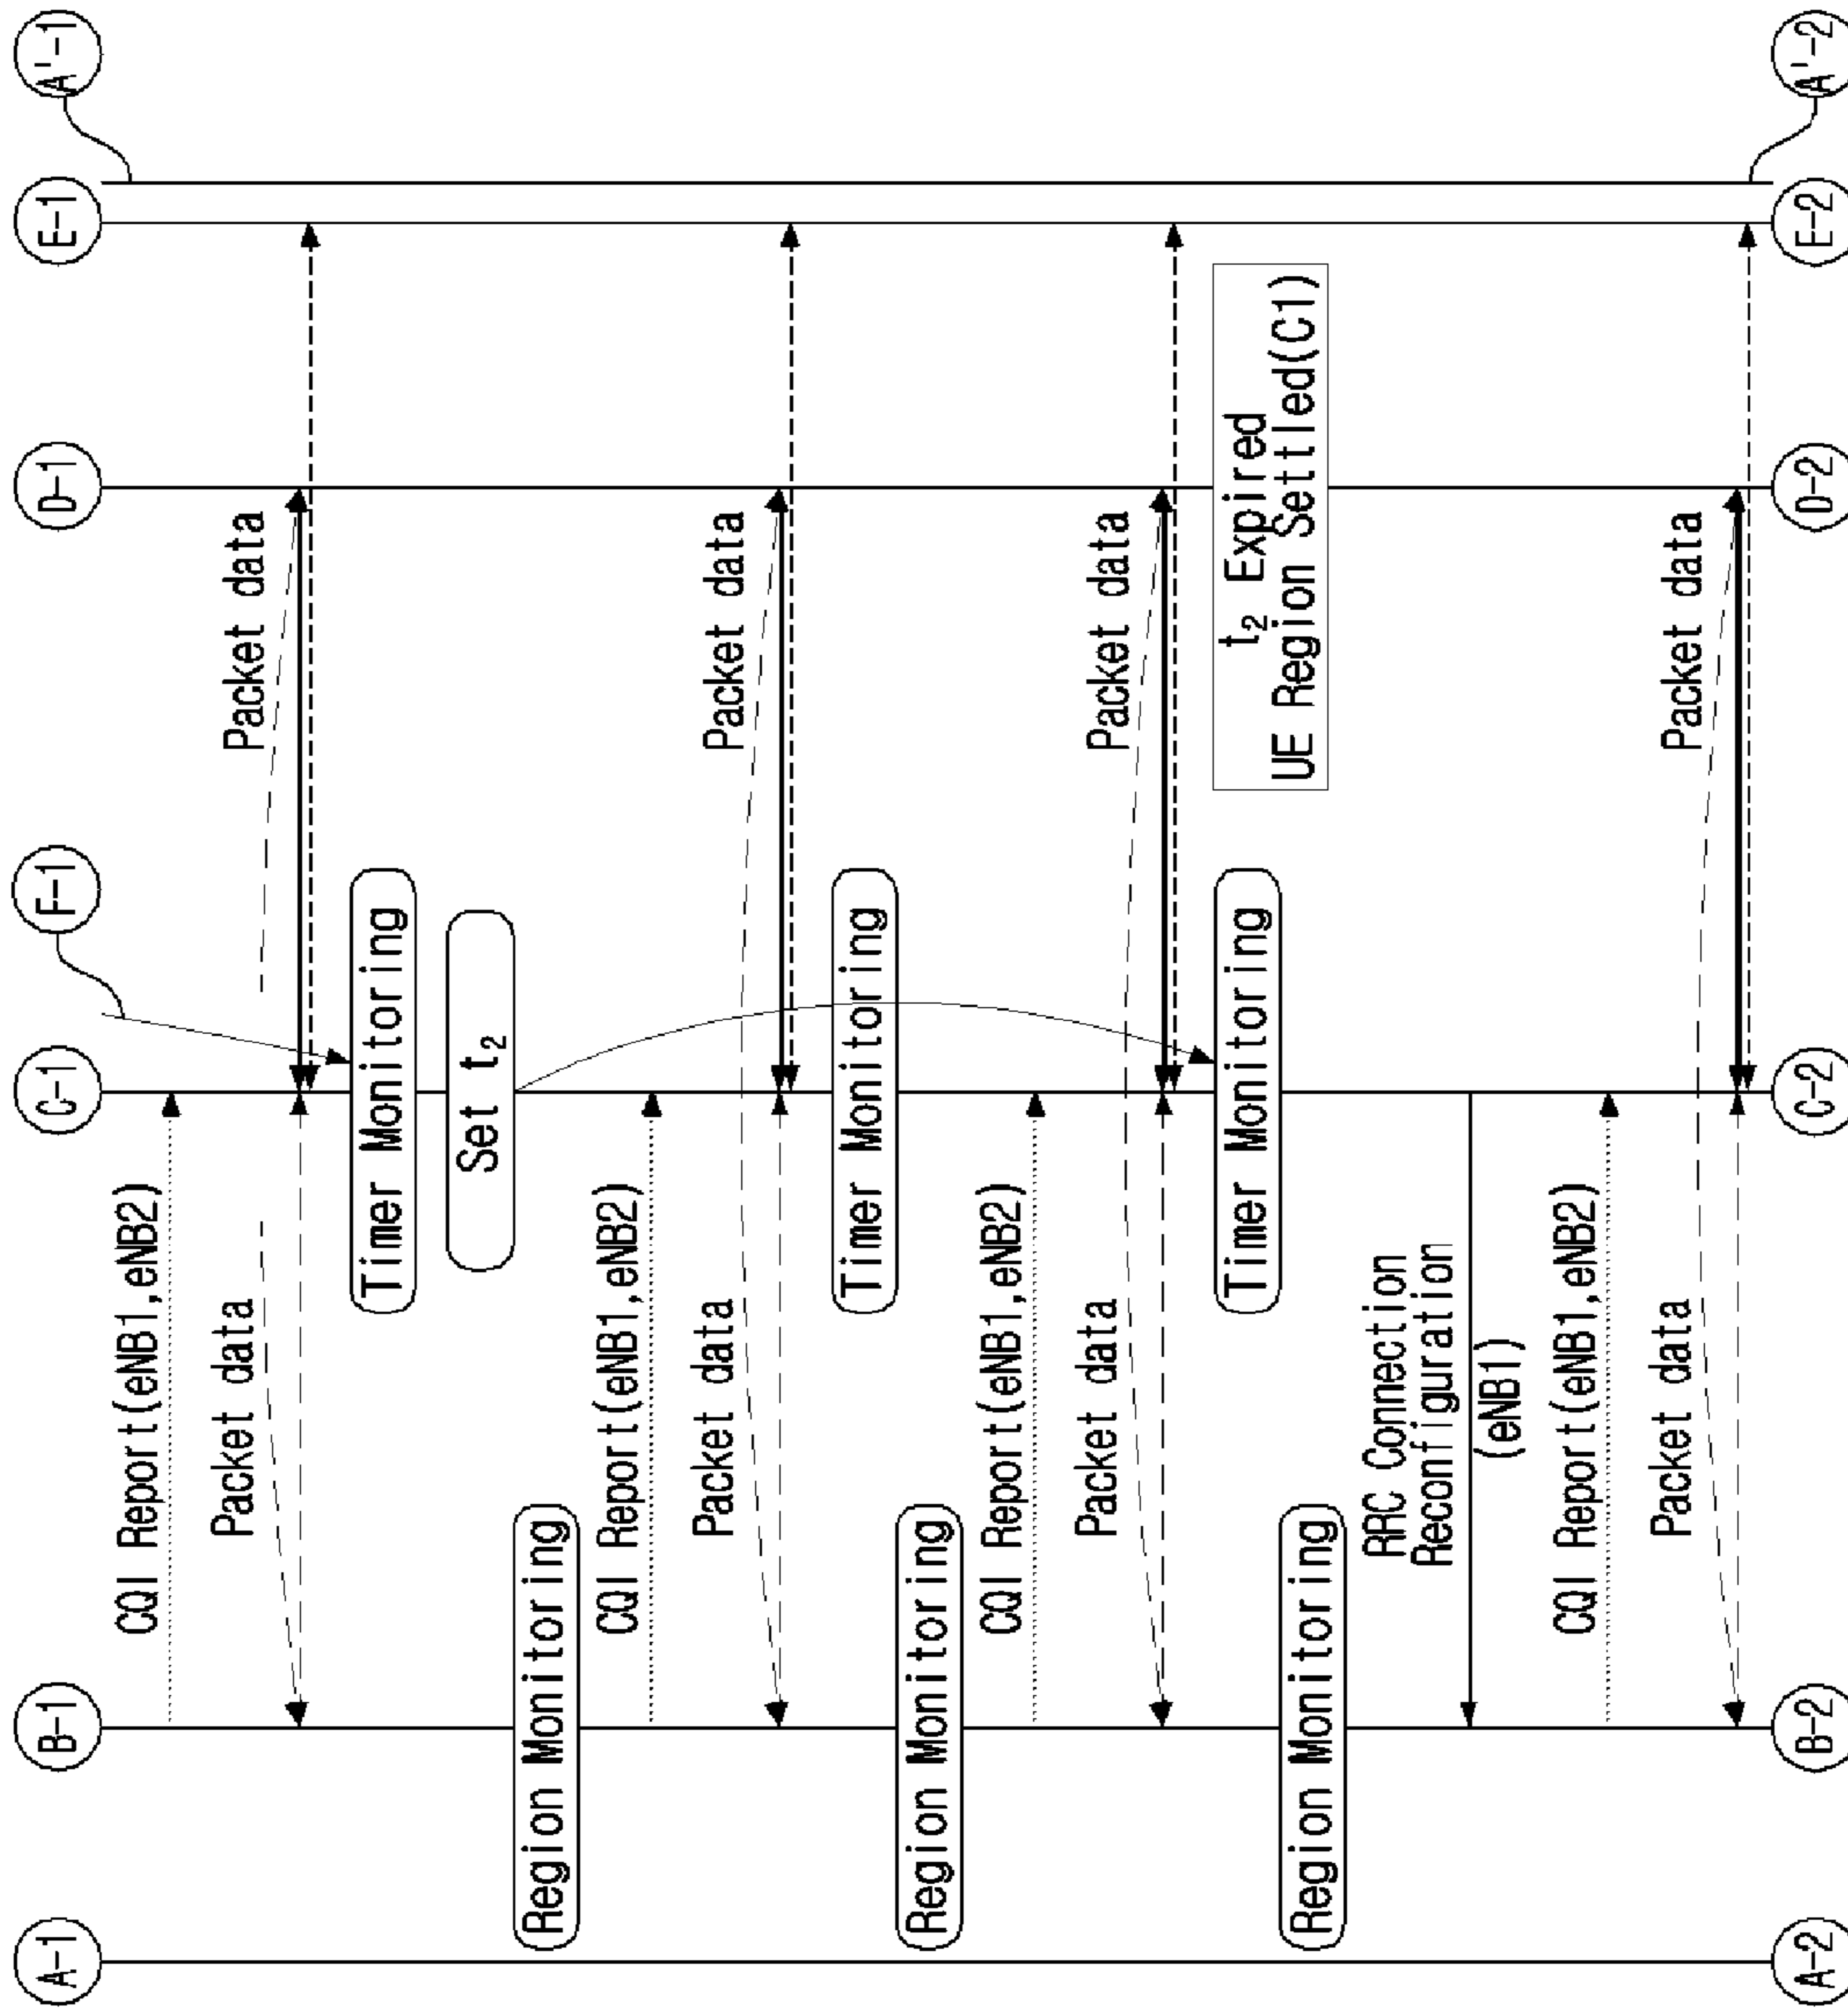 A-1
B-1
C-1
F-1
D-1
E-1
A'-1
CQI Report(eNB1,eNB2)
Packet data
Packet data
Timer Monitoring
Set t₂
Region Monitoring
CQI Report(eNB1,eNB2)
Packet data
Packet data
Timer Monitoring
Region Monitoring
CQI Report(eNB1,eNB2)
Packet data
Packet data
Timer Monitoring
t₂ Expired
UE Region Settled(C1)
Region Monitoring
RRC Connection
Reconfiguration
(eNB1)
CQI Report(eNB1,eNB2)
Packet data
Packet data
A-2
B-2
C-2
D-2
E-2
A'-2